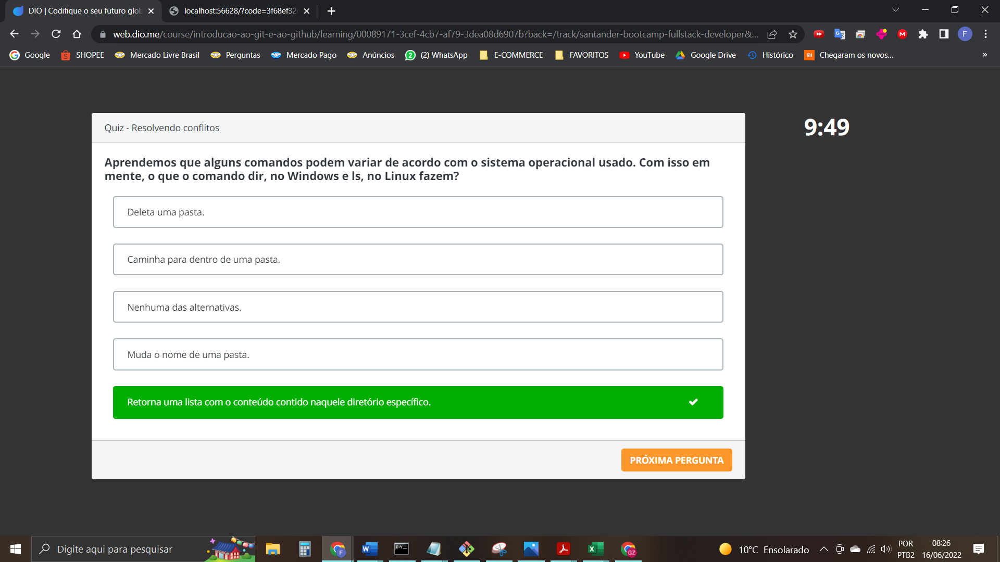 DIO | Codifique o seu futuro glob
localhost:56628/?code=3f68ef32
web.dio.me/course/introducao-ao-git-e-ao-github/learning/00089171-3cef-4cb7-af79-3dea08d6907b?back=/track/santander-bootcamp-fullstack-developer&...
F
Google
SHOPEE
Mercado Livre Brasil
Perguntas
Mercado Pago
Anúncios
(2) WhatsApp
E-COMMERCE
FAVORITOS
YouTube
Google Drive
Histórico
Chegaram os novos...
»
Quiz - Resolvendo conflitos
9:49
Aprendemos que alguns comandos podem variar de acordo com o sistema operacional usado. Com isso em
mente, o que o comando dir, no Windows e ls, no Linux fazem?
Deleta uma pasta.
Caminha para dentro de uma pasta.
Nenhuma das alternativas.
Muda o nome de uma pasta.
Retorna uma lista com o conteúdo contido naquele diretório específico.
PRÓXIMA PERGUNTA
Digite aqui para pesquisar
10°C Ensolarado
POR
PTB2
08:26
16/06/2022